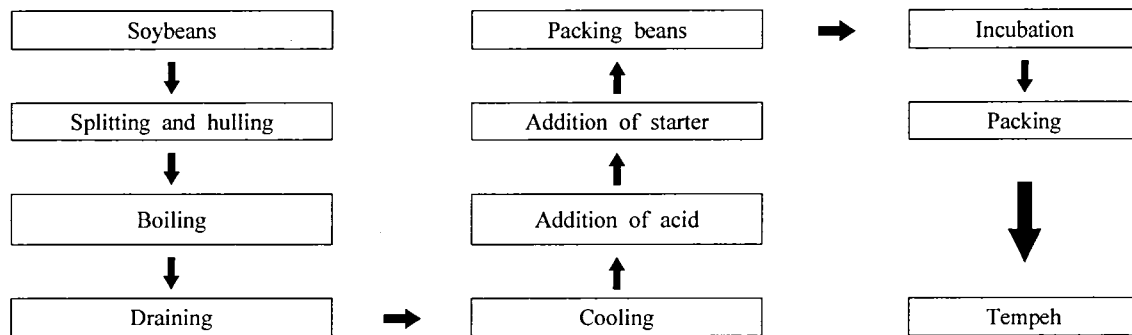 Soybeans
Splitting and hulling
Boiling
Draining
Cooling
Addition of acid
Addition of starter
Packing beans
Incubation
Packing
Tempeh